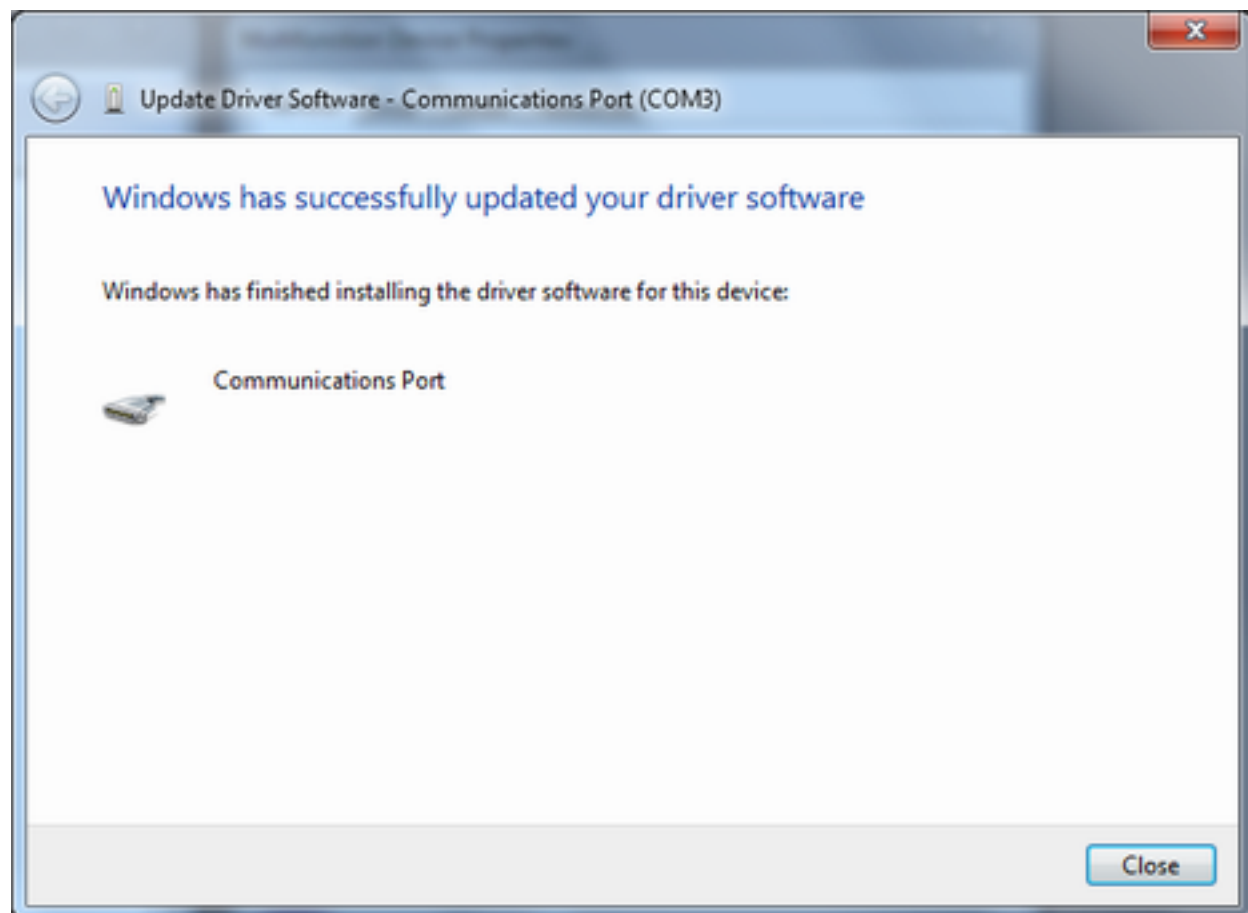 Update Driver Software - Communications Port (COM3)
Windows has successfully updated your driver software
Windows has finished installing the driver software for this device:
Communications Port
Close